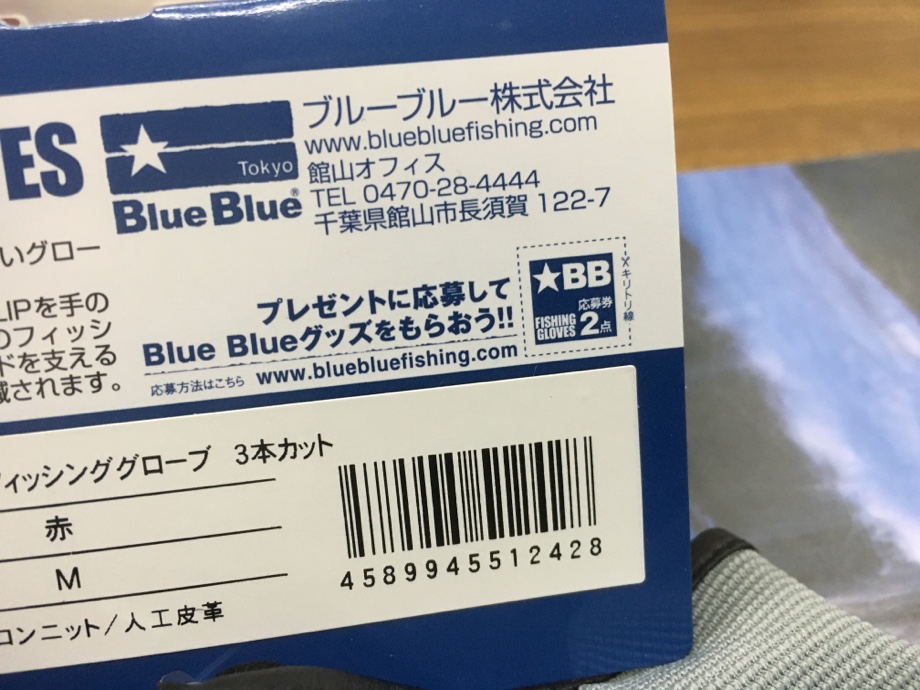 ES
Tokyo
BlueBlue®
ブルーブルー株式会社
www.bluebluefishing.com
館山オフィス
TEL 0470-28-4444
千葉県館山市長須賀 122-7
いグロー
LIPを手の
のフィッシ
ドを支える
減されます。
プレゼントに応募して
Blue Blueグッズをもらおう!!
応募方法はこちら www.bluebluefishing.com
★BB
応募券
FISHING GLOVES 2点
キリトリ線
ィッシンググローブ 3本カット
赤
M
コンニット/人工皮革
4589945512428